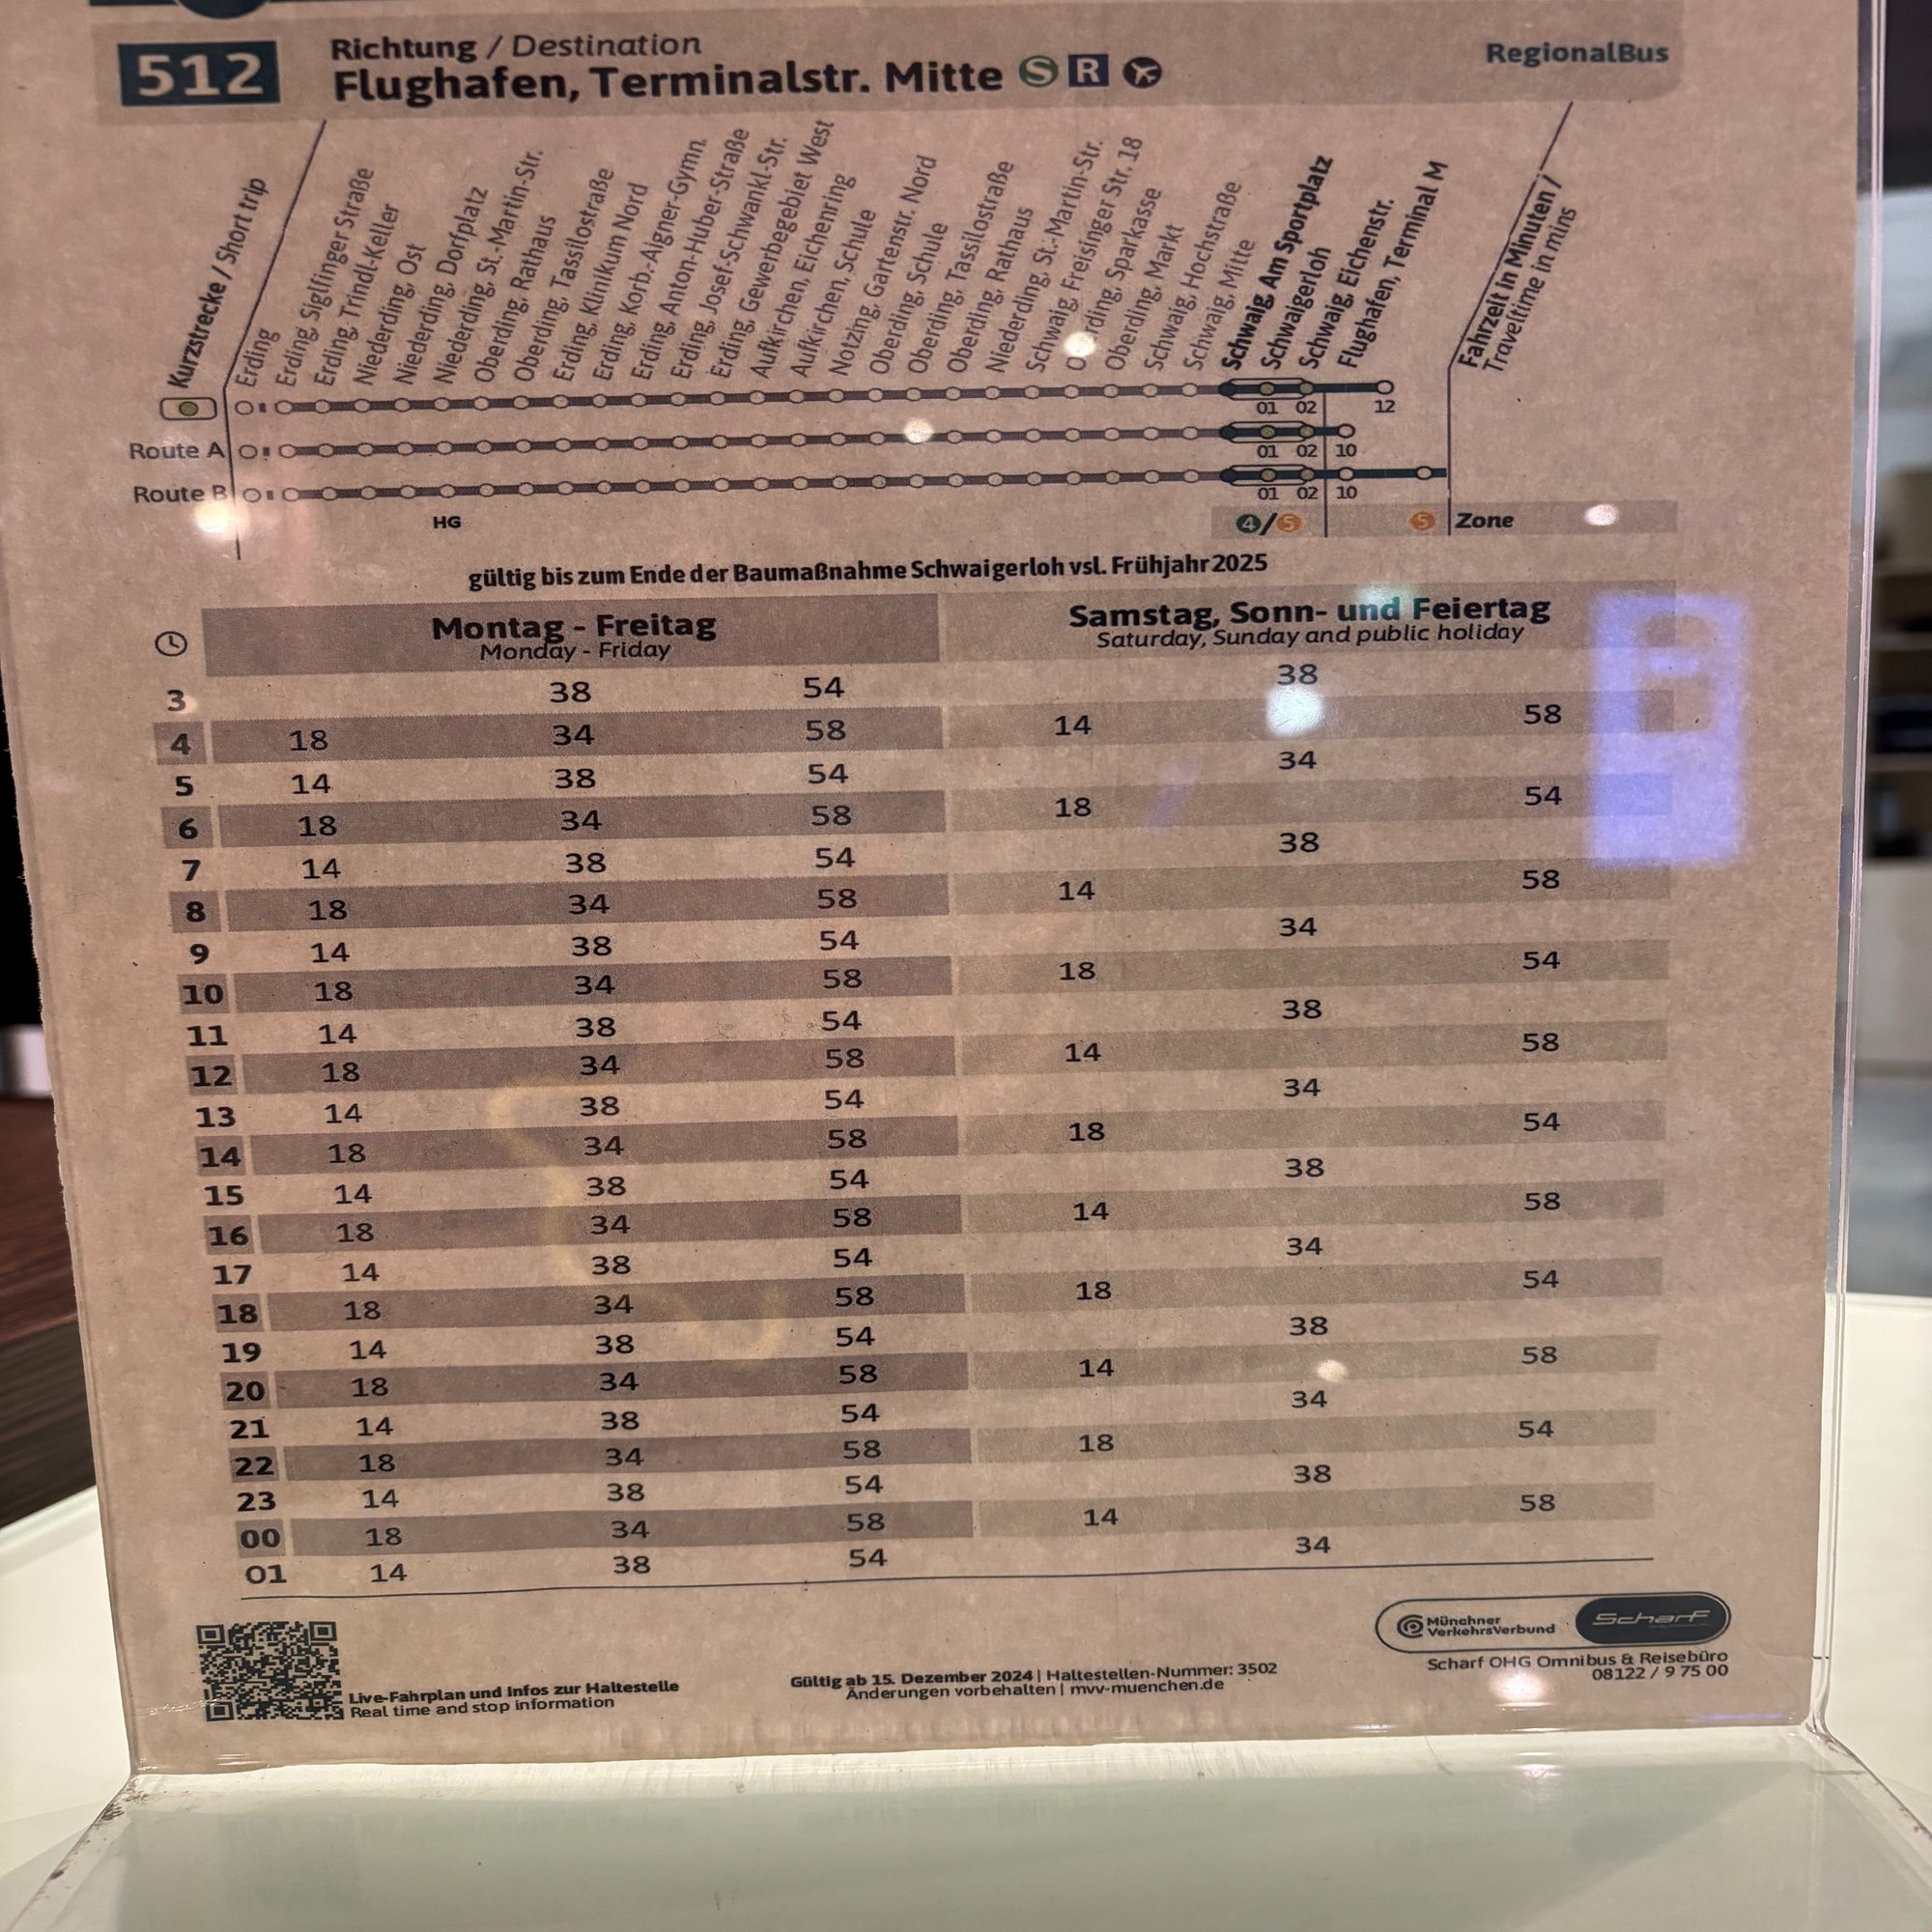 512
Richtung / Destination
Flughafen, Terminalstr. Mitte S R
RegionalBus
Kurzstrecke / Short trip
Erding
Erding, Siglfinger Straße
Erding, Trindl-Keller
Niederding, Ost
Niederding, Dorfplatz
Niederding, St.-Martin-Str.
Oberding, Rathaus
Oberding, Tassilostraße
Erding, Klinikum Nord
Erding, Korb.-Aigner-Gymn.
Erding, Anton-Huber-Straße
Erding, Josef-Schwankl-Str.
Erding, Gewerbegebiet West
Aufkirchen, Eichenring
Aufkirchen, Schule
Notzing, Gartenstr. Nord
Oberding, Schule
Oberding, Tassilostraße
Oberding, Rathaus
Niederding, St.-Martin-Str.
Schwaig, Freisinger Str. 18
Oberding, Sparkasse
Oberding, Markt
Schwaig, Hochstraße
Schwaig, Mitte
Schwaig, Am Sportplatz
Schwaigerloh
Schwaig, Eichenstr.
Flughafen, Terminal M
Fahrzeit in Minuten /
Traveltime in mins
01 02 12
Route A 01 02 10
Route B 01 02 10
HG 4/5 5 Zone
gültig bis zum Ende der Baumaßnahme Schwaigerloh vsl. Frühjahr 2025
Montag - Freitag
Monday - Friday
Samstag, Sonn- und Feiertag
Saturday, Sunday and public holiday
3 38 54 38
4 18 34 58 14 58
5 14 38 54 34
6 18 34 58 18 54
7 14 38 54 38
8 18 34 58 14 58
9 14 38 54 34
10 18 34 58 18 54
11 14 38 54 38
12 18 34 58 14 58
13 14 38 54 34
14 18 34 58 18 54
15 14 38 54 38
16 18 34 58 14 58
17 14 38 54 34
18 18 34 58 18 54
19 14 38 54 38
20 18 34 58 14 58
21 14 38 54 34
22 18 34 58 18 54
23 14 38 54 38
00 18 34 58 14 58
01 14 38 54 34
Live-Fahrplan und Infos zur Haltestelle
Real time and stop information
Gültig ab 15. Dezember 2024 | Haltestellen-Nummer: 3502
Änderungen vorbehalten | mvv-muenchen.de
Münchner
VerkehrsVerbund
Scharf
Scharf OHG Omnibus & Reisebüro
08122 / 9 75 00